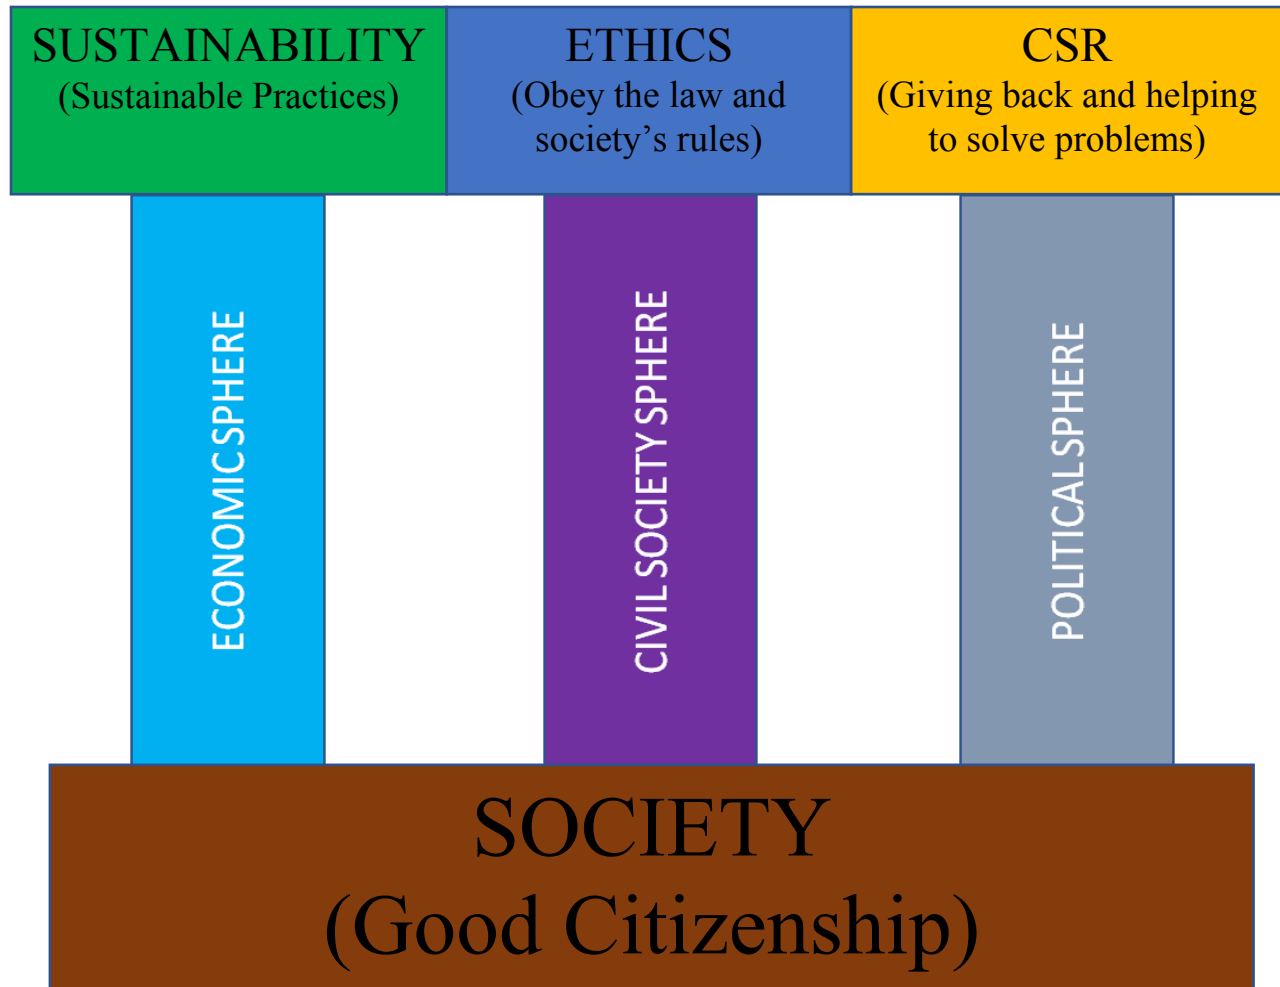 SUSTAINABILITY
(Sustainable Practices)
ETHICS
(Obey the law and
society’s rules)
CSR
(Giving back and helping
to solve problems)
ECONOMIC SPHERE
CIVIL SOCIETY SPHERE
POLITICAL SPHERE
SOCIETY
(Good Citizenship)